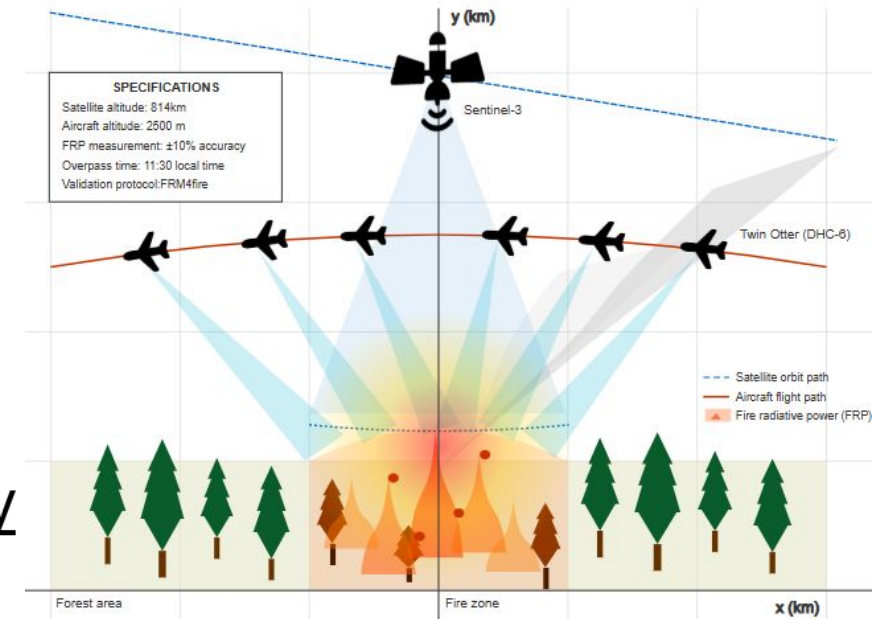 y (km)
SPECIFICATIONS
Satellite altitude: 814km
Aircraft altitude: 2500 m
FRP measurement: ±10% accuracy
Overpass time: 11:30 local time
Validation protocol:FRM4fire
Sentinel-3
Twin Otter (DHC-6)
Satellite orbit path
Aircraft flight path
Fire radiative power (FRP)
y
Forest area
Fire zone
x (km)